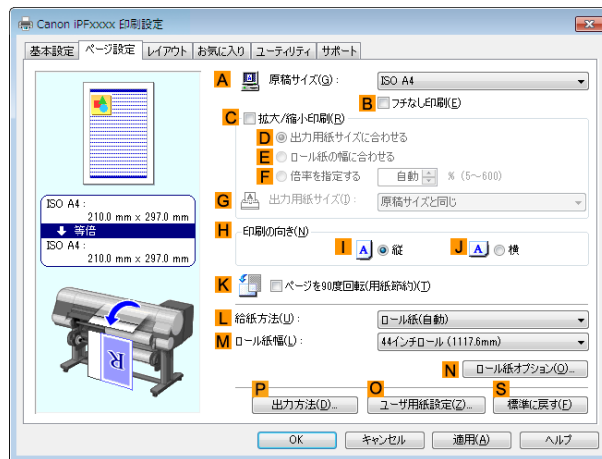 Canon iPFxxxx 印刷設定
基本設定 ページ設定 レイアウト お気に入り ユーティリティ サポート
A 原稿サイズ(G): ISO A4
B フチなし印刷(E)
C 拡大/縮小印刷(R)
D 出力用紙サイズに合わせる
E ロール紙の幅に合わせる
F 倍率を指定する 自動 % (5～600)
G 出力用紙サイズ(I): 原稿サイズと同じ
ISO A4 :
210.0 mm x 297.0 mm
等倍
ISO A4 :
210.0 mm x 297.0 mm
H 印刷の向き(N)
I A 縦 J A 横
K ページを90度回転(用紙節約)(T)
L 給紙方法(U): ロール紙(自動)
M ロール紙幅(L): 44インチロール (1117.6mm)
R
N ロール紙オプション(O)...
P 出力方法(D)... O ユーザ用紙設定(Z)... S 標準に戻す(F)
OK キャンセル 適用(A) ヘルプ